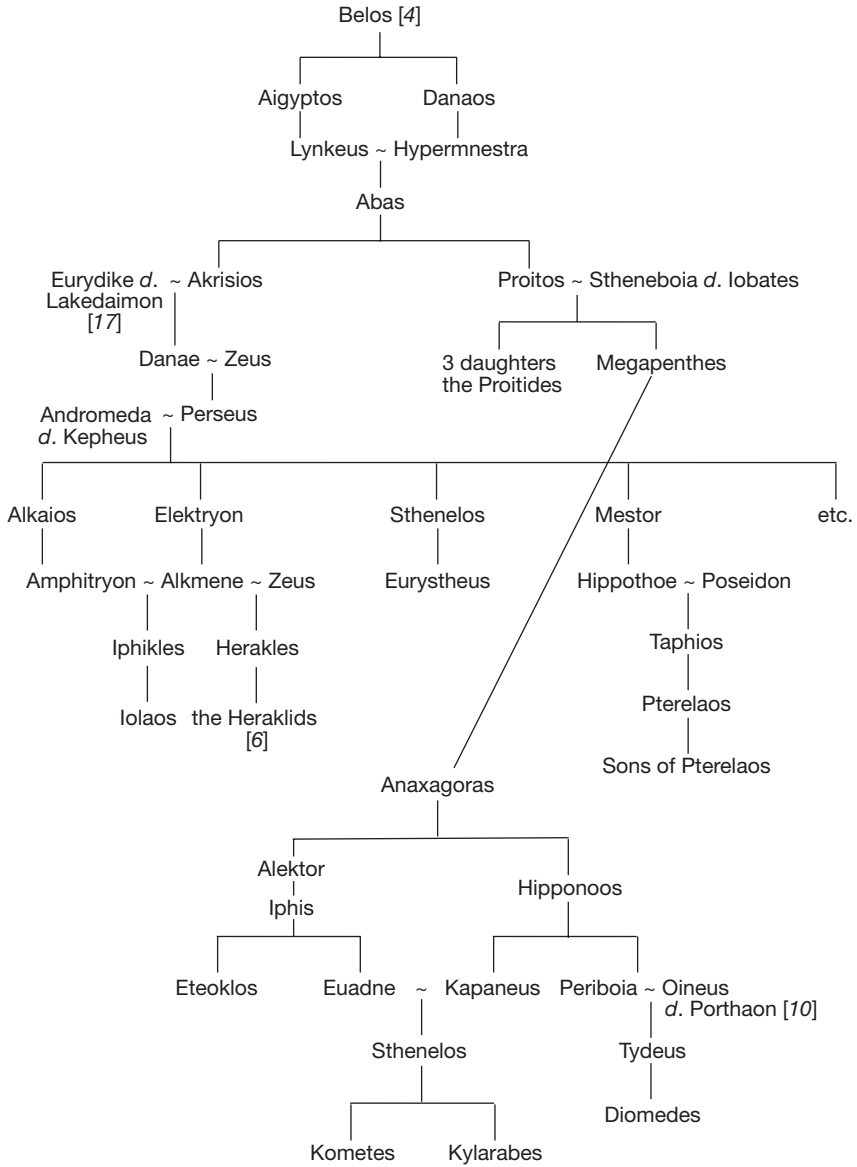 Belos [4]
Aigyptos Danaos
Lynkeus ~ Hypermnestra
Abas
Eurydike d. ~ Akrisios Proitos ~ Stheneboia d. Iobates
Lakedaimon
[17]
Danae ~ Zeus 3 daughters Megapenthes
the Proitides
Andromeda ~ Perseus
d. Kepheus
Alkaios Elektryon Sthenelos Mestor etc.
Amphitryon ~ Alkmene ~ Zeus Eurystheus Hippothoe ~ Poseidon
Iphikles Herakles Taphios
Iolaos the Heraklids Pterelaos
[6]
Sons of Pterelaos
Anaxagoras
Alektor
Hipponoos
Iphis
Eteoklos Euadne ~ Kapaneus Periboia ~ Oineus
d. Porthaon [10]
Sthenelos Tydeus
Diomedes
Kometes Kylarabes